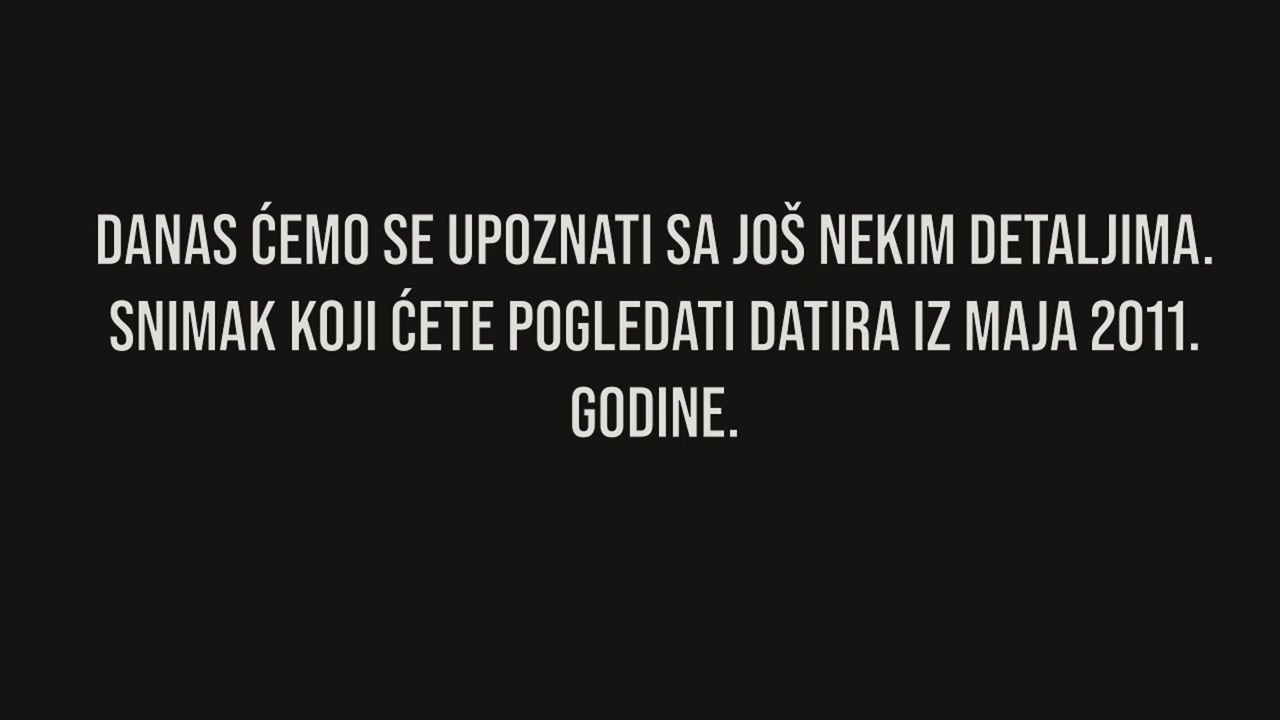 DANAS ĆEMO SE UPOZNATI SA JOŠ NEKIM DETALJIMA.
SNIMAK KOJI ĆETE POGLEDATI DATIRA IZ MAJA 2011.
GODINE.